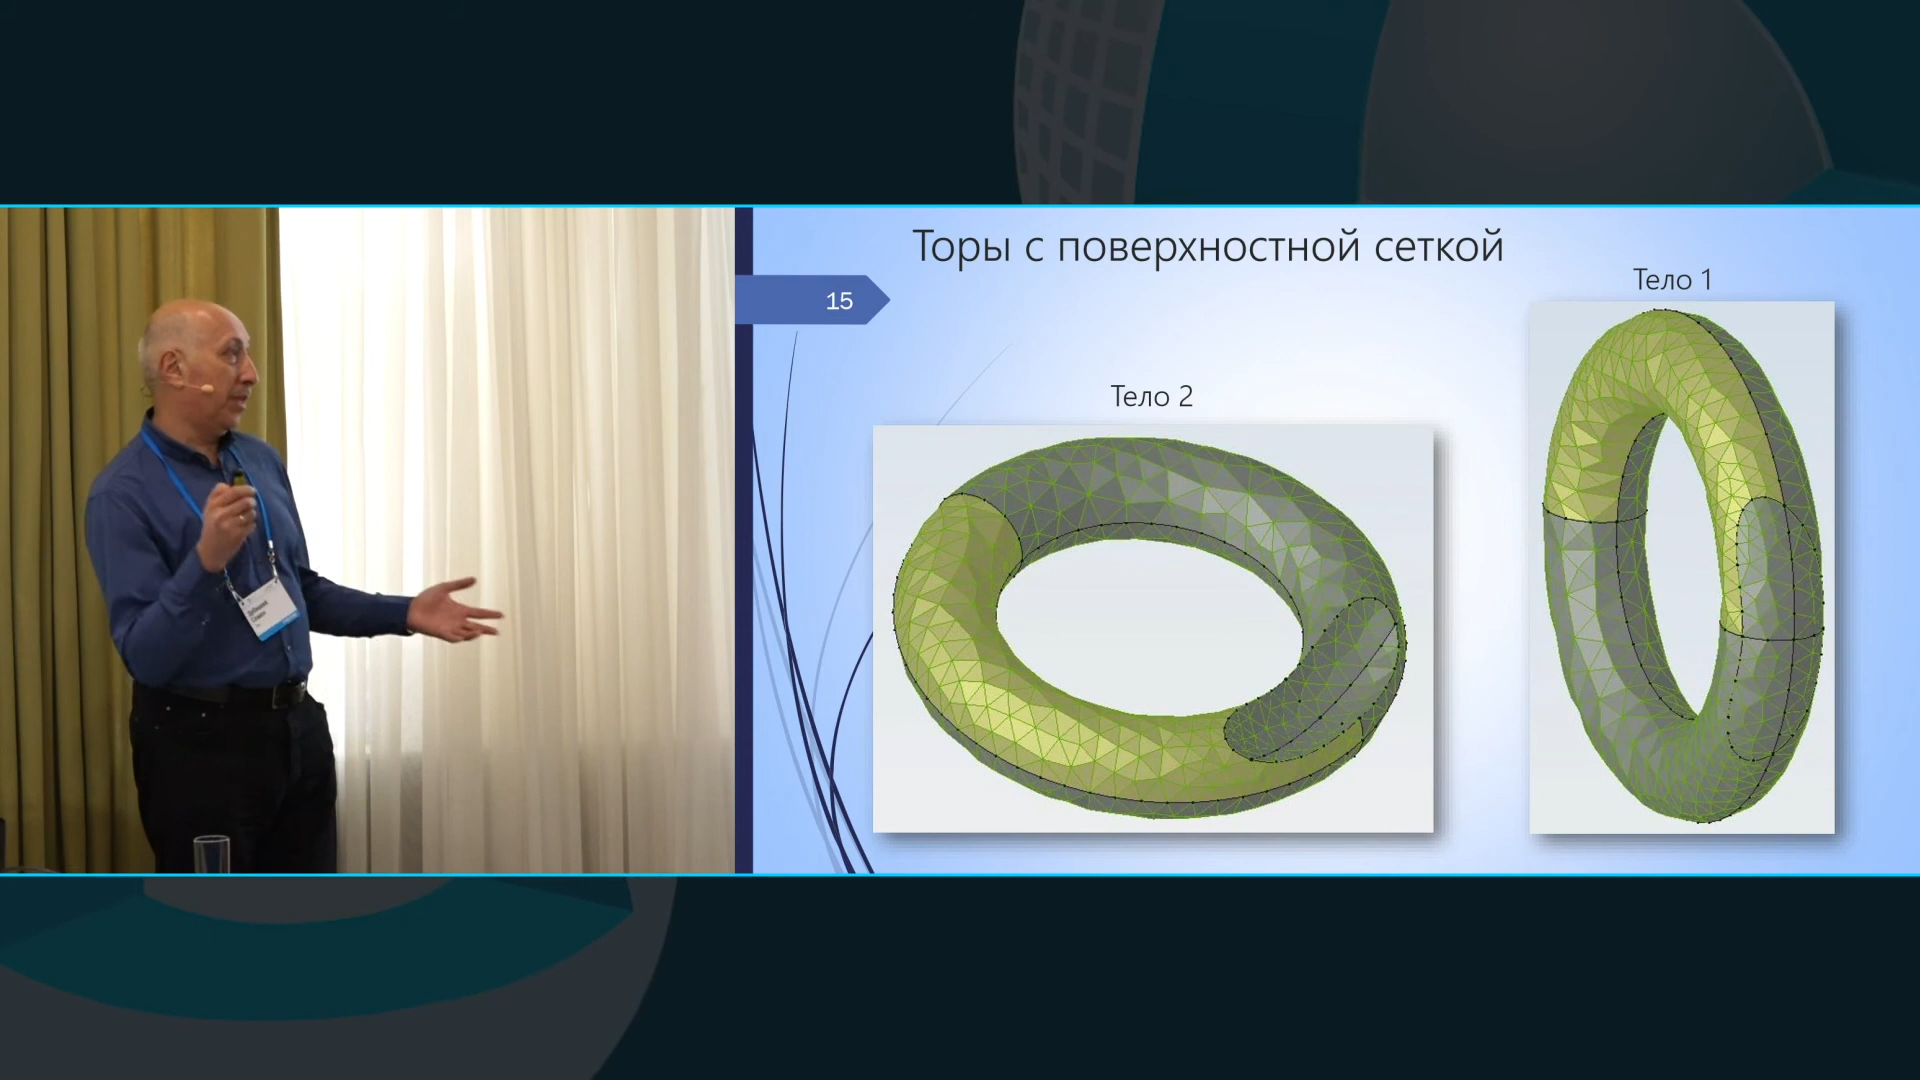 Торы с поверхностной сеткой
15
Тело 1
Тело 2